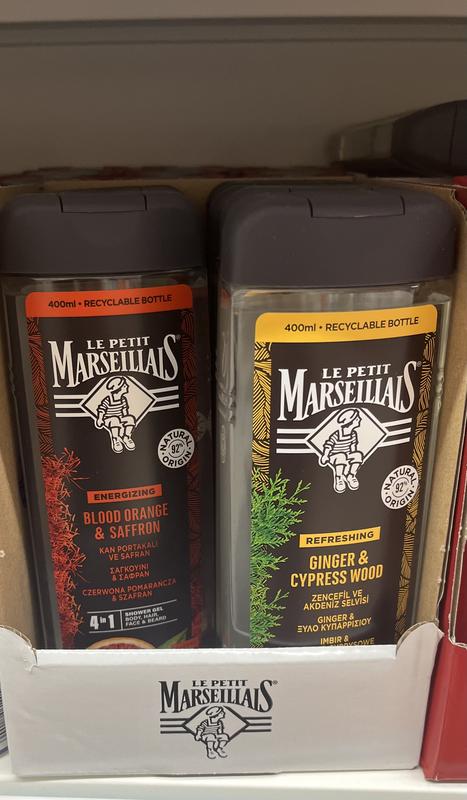 400ml • RECYCLABLE BOTTLE
LE PETIT
MARSEILLAIS®
NATURAL
92%
ORIGIN
ENERGIZING
BLOOD ORANGE
& SAFFRON
KAN PORTAKALI
VE SAFRAN
ΣΑΓΚΟΥΙΝΙ
& ΣΑΦΡΑΝ
CZERWONA POMARAŃCZA
& SZAFRAN
4in1
SHOWER GEL
BODY, HAIR,
FACE & BEARD
400ml • RECYCLABLE BOTTLE
LE PETIT
MARSEILLAIS®
NATURAL
92%
ORIGIN
REFRESHING
GINGER &
CYPRESS WOOD
ZENCEFİL VE
AKDENİZ SELVİSİ
GINGER &
ΞΥΛΟ ΚΥΠΑΡΙΣΣΙΟΥ
IMBIR &
LE PETIT
MARSEILLAIS®